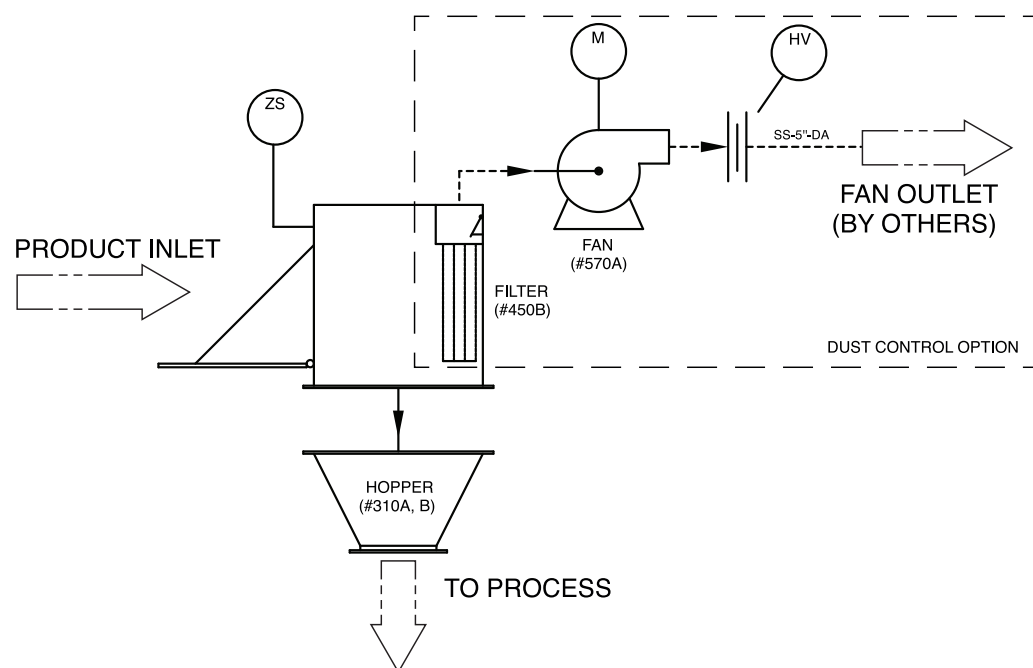 M
HV
ZS
SS-5"-DA
FAN OUTLET
(BY OTHERS)
FAN
(#570A)
PRODUCT INLET
FILTER
(#450B)
DUST CONTROL OPTION
HOPPER
(#310A, B)
TO PROCESS